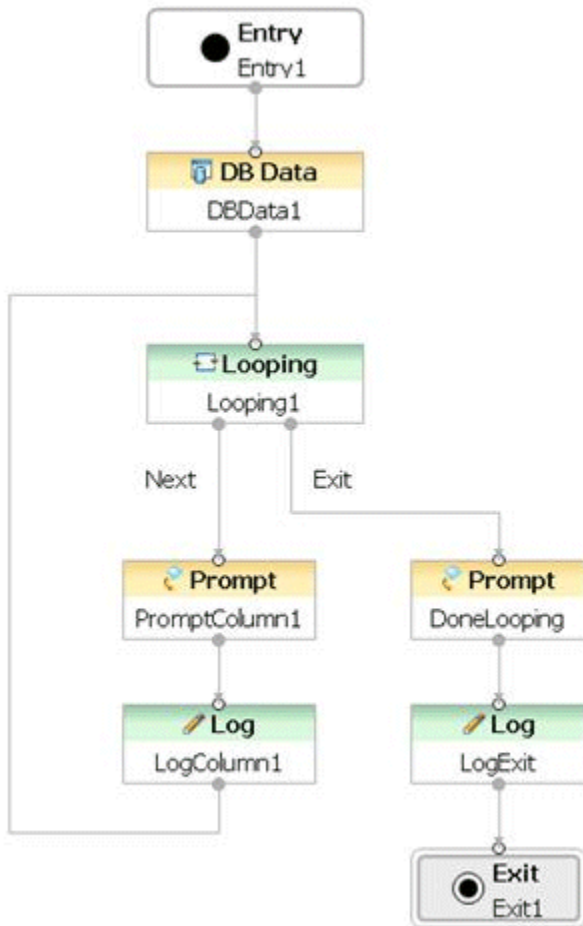 Entry
Entry1
DB Data
DBData1
Looping
Looping1
Next
Exit
Prompt
PromptColumn1
Log
LogColumn1
Prompt
DoneLooping
Log
LogExit
Exit
Exit1